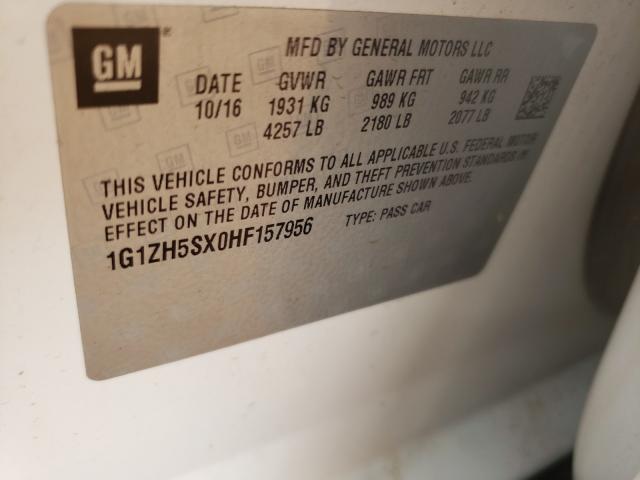 GM
MFD BY GENERAL MOTORS LLC
DATE GVWR GAWR FRT GAWR RR
10/16 1931 KG 989 KG 942 KG
4257 LB 2180 LB 2077 LB
THIS VEHICLE CONFORMS TO ALL APPLICABLE U.S. FEDERAL MOTOR
VEHICLE SAFETY, BUMPER, AND THEFT PREVENTION STANDARDS IN
EFFECT ON THE DATE OF MANUFACTURE SHOWN ABOVE.
1G1ZH5SX0HF157956 TYPE: PASS CAR